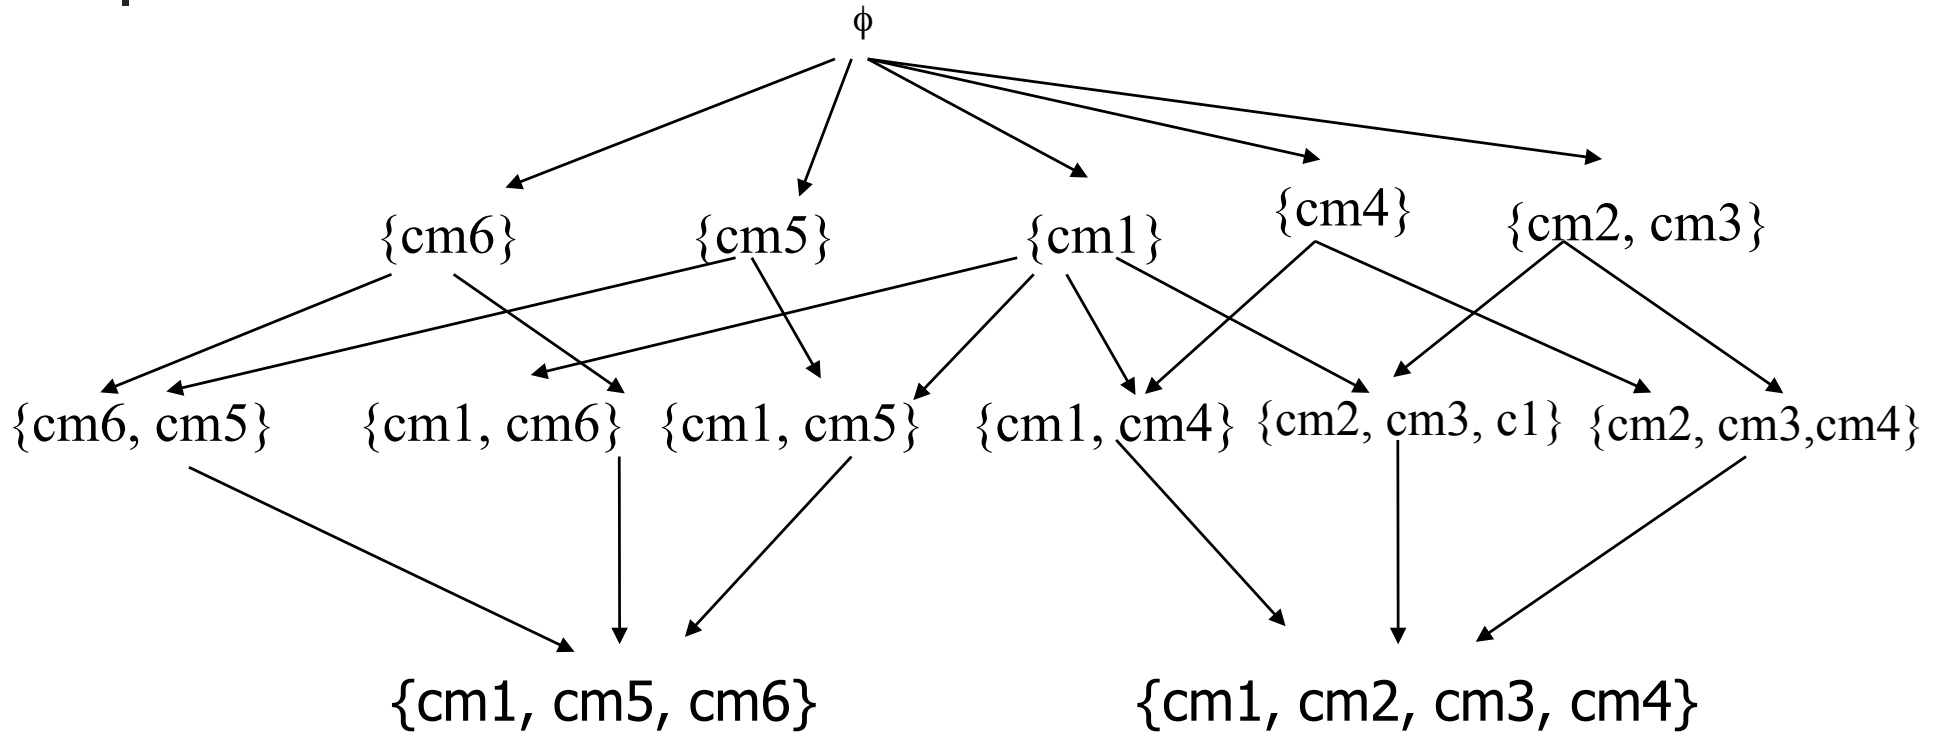 ϕ
{cm6} {cm5} {cm1} {cm4} {cm2, cm3}
{cm6, cm5} {cm1, cm6} {cm1, cm5} {cm1, cm4} {cm2, cm3, c1} {cm2, cm3,cm4}
{cm1, cm5, cm6} {cm1, cm2, cm3, cm4}